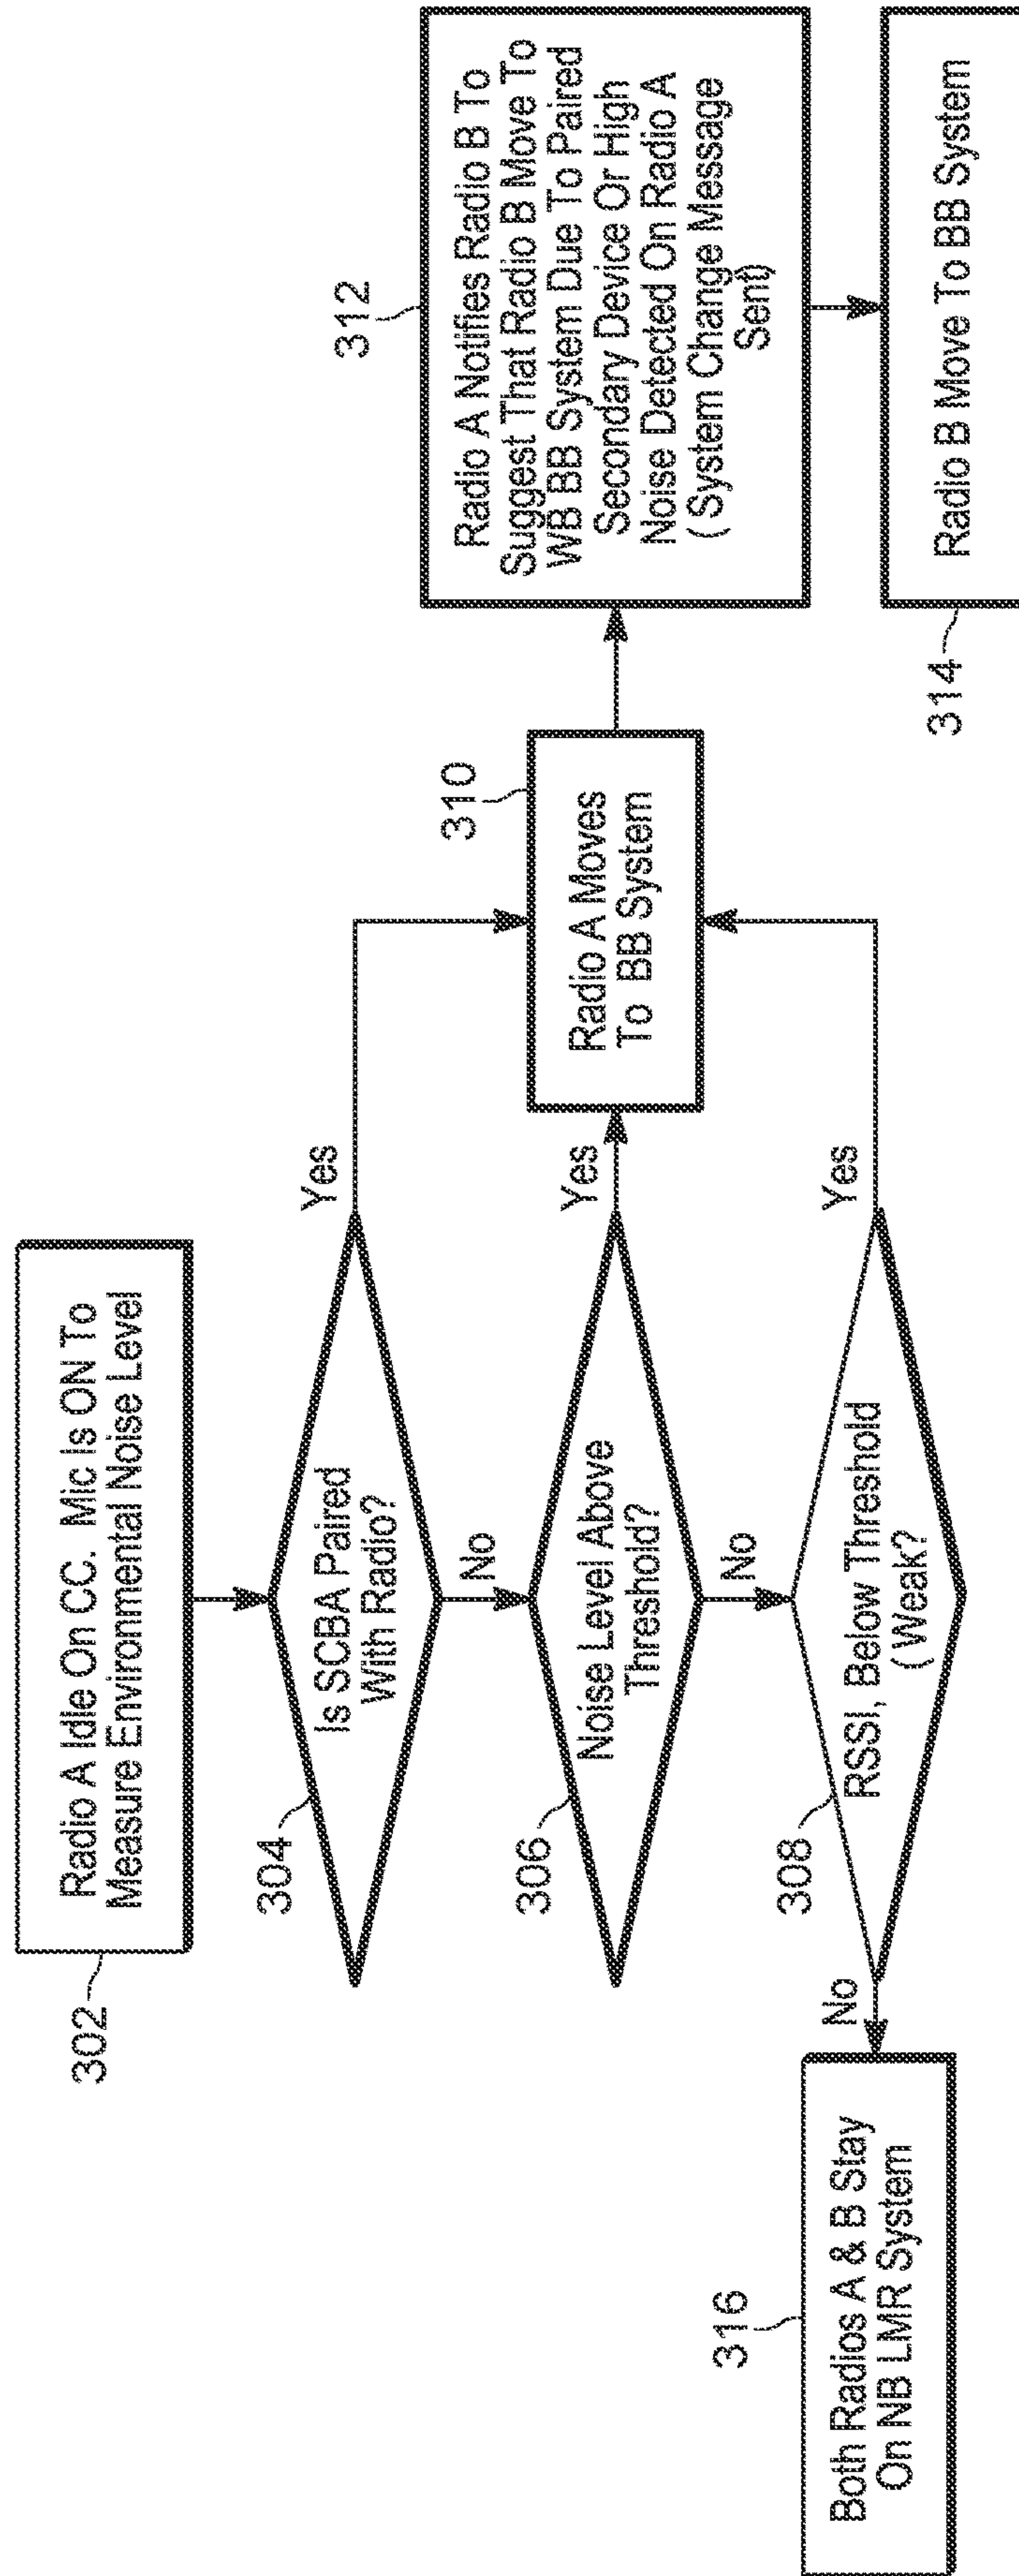 302
Radio A Idle On CC. Mic Is ON To
Measure Environmental Noise Level
304
Is SCBA Paired
With Radio?
Yes
No
306
Noise Level Above
Threshold?
Yes
No
308
RSSI, Below Threshold
( Weak?
Yes
No
310
Radio A Moves
To BB System
312
Radio A Notifies Radio B To
Suggest That Radio B Move To
WB BB System Due To Paired
Secondary Device Or High
Noise Detected On Radio A
( System Change Message
Sent)
314
Radio B Move To BB System
316
Both Radios A & B Stay
On NB LMR System